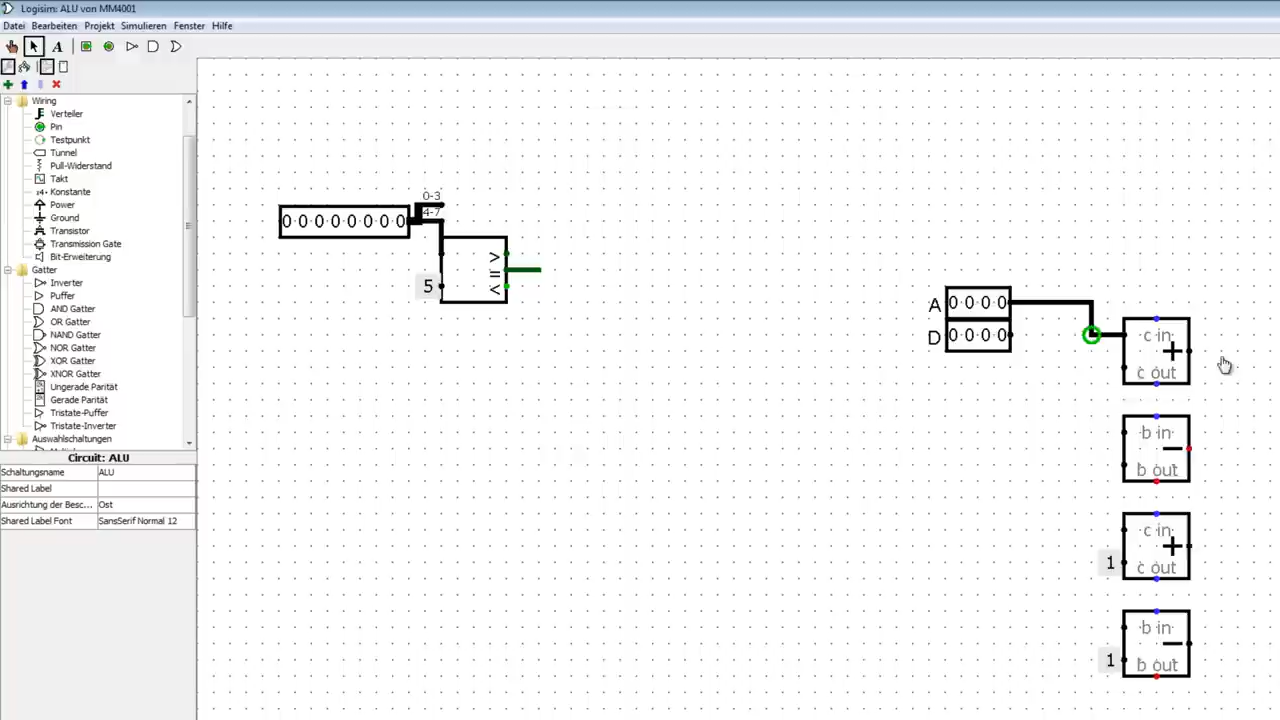 Logisim: ALU von MM4001
Datei Bearbeiten Projekt Simulieren Fenster Hilfe
A
Wiring
Verteiler
Pin
Testpunkt
Tunnel
Pull-Widerstand
Takt
Konstante
Power
Ground
Transistor
Transmission Gate
Bit-Erweiterung
Gatter
Inverter
Puffer
AND Gatter
OR Gatter
NAND Gatter
NOR Gatter
XOR Gatter
XNOR Gatter
Ungerade Parität
Gerade Parität
Tristate-Puffer
Tristate-Inverter
Auswahlschaltungen
Circuit: ALU
Schaltungsname ALU
Shared Label
Ausrichtung der Besc... Ost
Shared Label Font SansSerif Normal 12
0-3
4-7
0 0 0 0 0 0 0 0
>
=
5 <
A 0 0 0 0
D 0 0 0 0
c in
+
c out
b in
−
b out
c in
+
1 c out
b in
−
1 b out